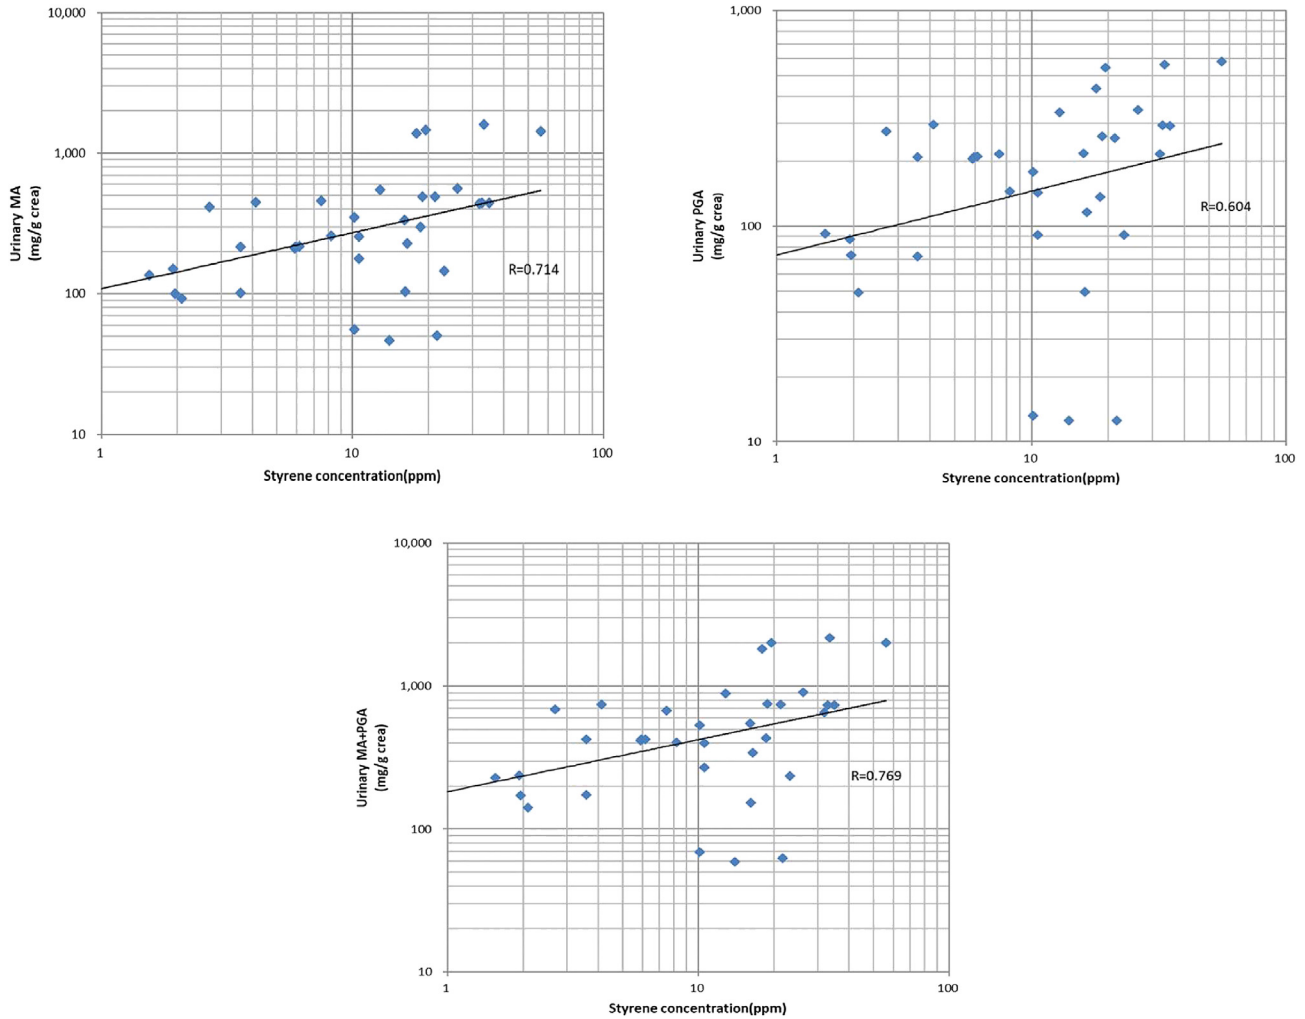 10,000
1,000
100
10
1
10
100
Urinary MA
(mg/g crea)
Styrene concentration(ppm)
R=0.714
1,000
100
10
1
10
100
Urinary PGA
(mg/g crea)
Styrene concentration(ppm)
R=0.604
10,000
1,000
100
10
1
10
100
Urinary MA+PGA
(mg/g crea)
Styrene concentration(ppm)
R=0.769